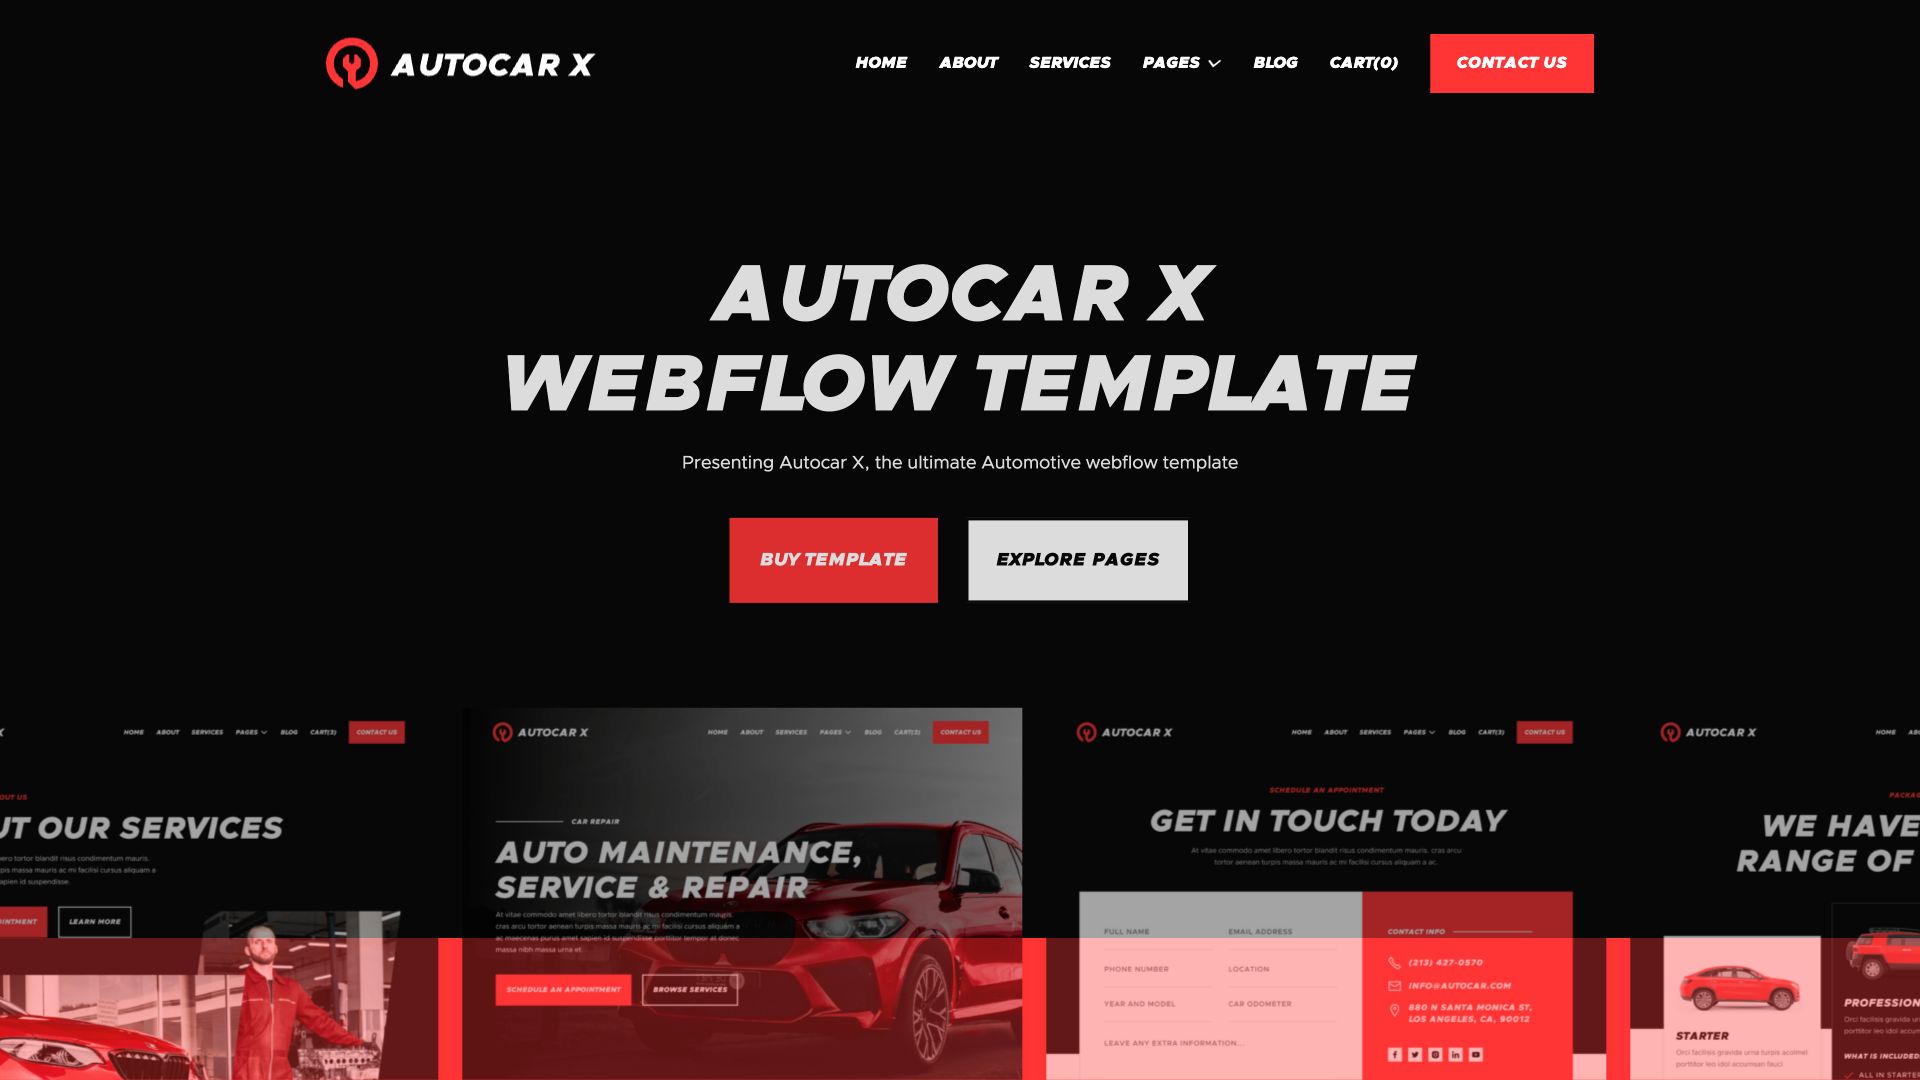 AUTOCAR X
HOME ABOUT SERVICES PAGES BLOG CART(0) CONTACT US
AUTOCAR X
WEBFLOW TEMPLATE
Presenting Autocar X, the ultimate Automotive webflow template
BUY TEMPLATE EXPLORE PAGES
X HOME ABOUT SERVICES PAGES BLOG CART(3) CONTACT US
OUT US
UT OUR SERVICES
bero tortor blandit risus condimentum mauris.
rpis massa mauris ac mi facilisi cursus aliquam a
apien id suspendisse.
INTMENT LEARN MORE
AUTOCAR X HOME ABOUT SERVICES PAGES BLOG CART(3) CONTACT US
CAR REPAIR
AUTO MAINTENANCE,
SERVICE & REPAIR
At vitae commodo amet libero tortor blandit risus condimentum mauris.
cras arcu tortor aenean turpis massa mauris ac mi facilisi cursus aliquam a
ac maecenas purus amet sapien id suspendisse porttitor tempor at donec
massa nibh massa urna et.
SCHEDULE AN APPOINTMENT BROWSE SERVICES
AUTOCAR X HOME ABOUT SERVICES PAGES BLOG CART(3) CONTACT US
SCHEDULE AN APPOINTMENT
GET IN TOUCH TODAY
At vitae commodo amet libero tortor blandit risus condimentum mauris. cras arcu
tortor aenean turpis massa mauris ac mi facilisi cursus aliquam a ac.
FULL NAME EMAIL ADDRESS
PHONE NUMBER LOCATION
YEAR AND MODEL CAR ODOMETER
LEAVE ANY EXTRA INFORMATION...
CONTACT INFO
(213) 427-0570
INFO@AUTOCAR.COM
880 N SANTA MONICA ST,
LOS ANGELES, CA, 90012
AUTOCAR X HOME AB
PACKAG
WE HAVE
RANGE OF
STARTER
Orci facilisis gravida urna turpis acolmel
porttitor leo idol accumsan fauci
PROFESSION
Orci facilisis gravida u
porttitor leo idol accum
WHAT IS INCLUDED:
ALL IN STARTER